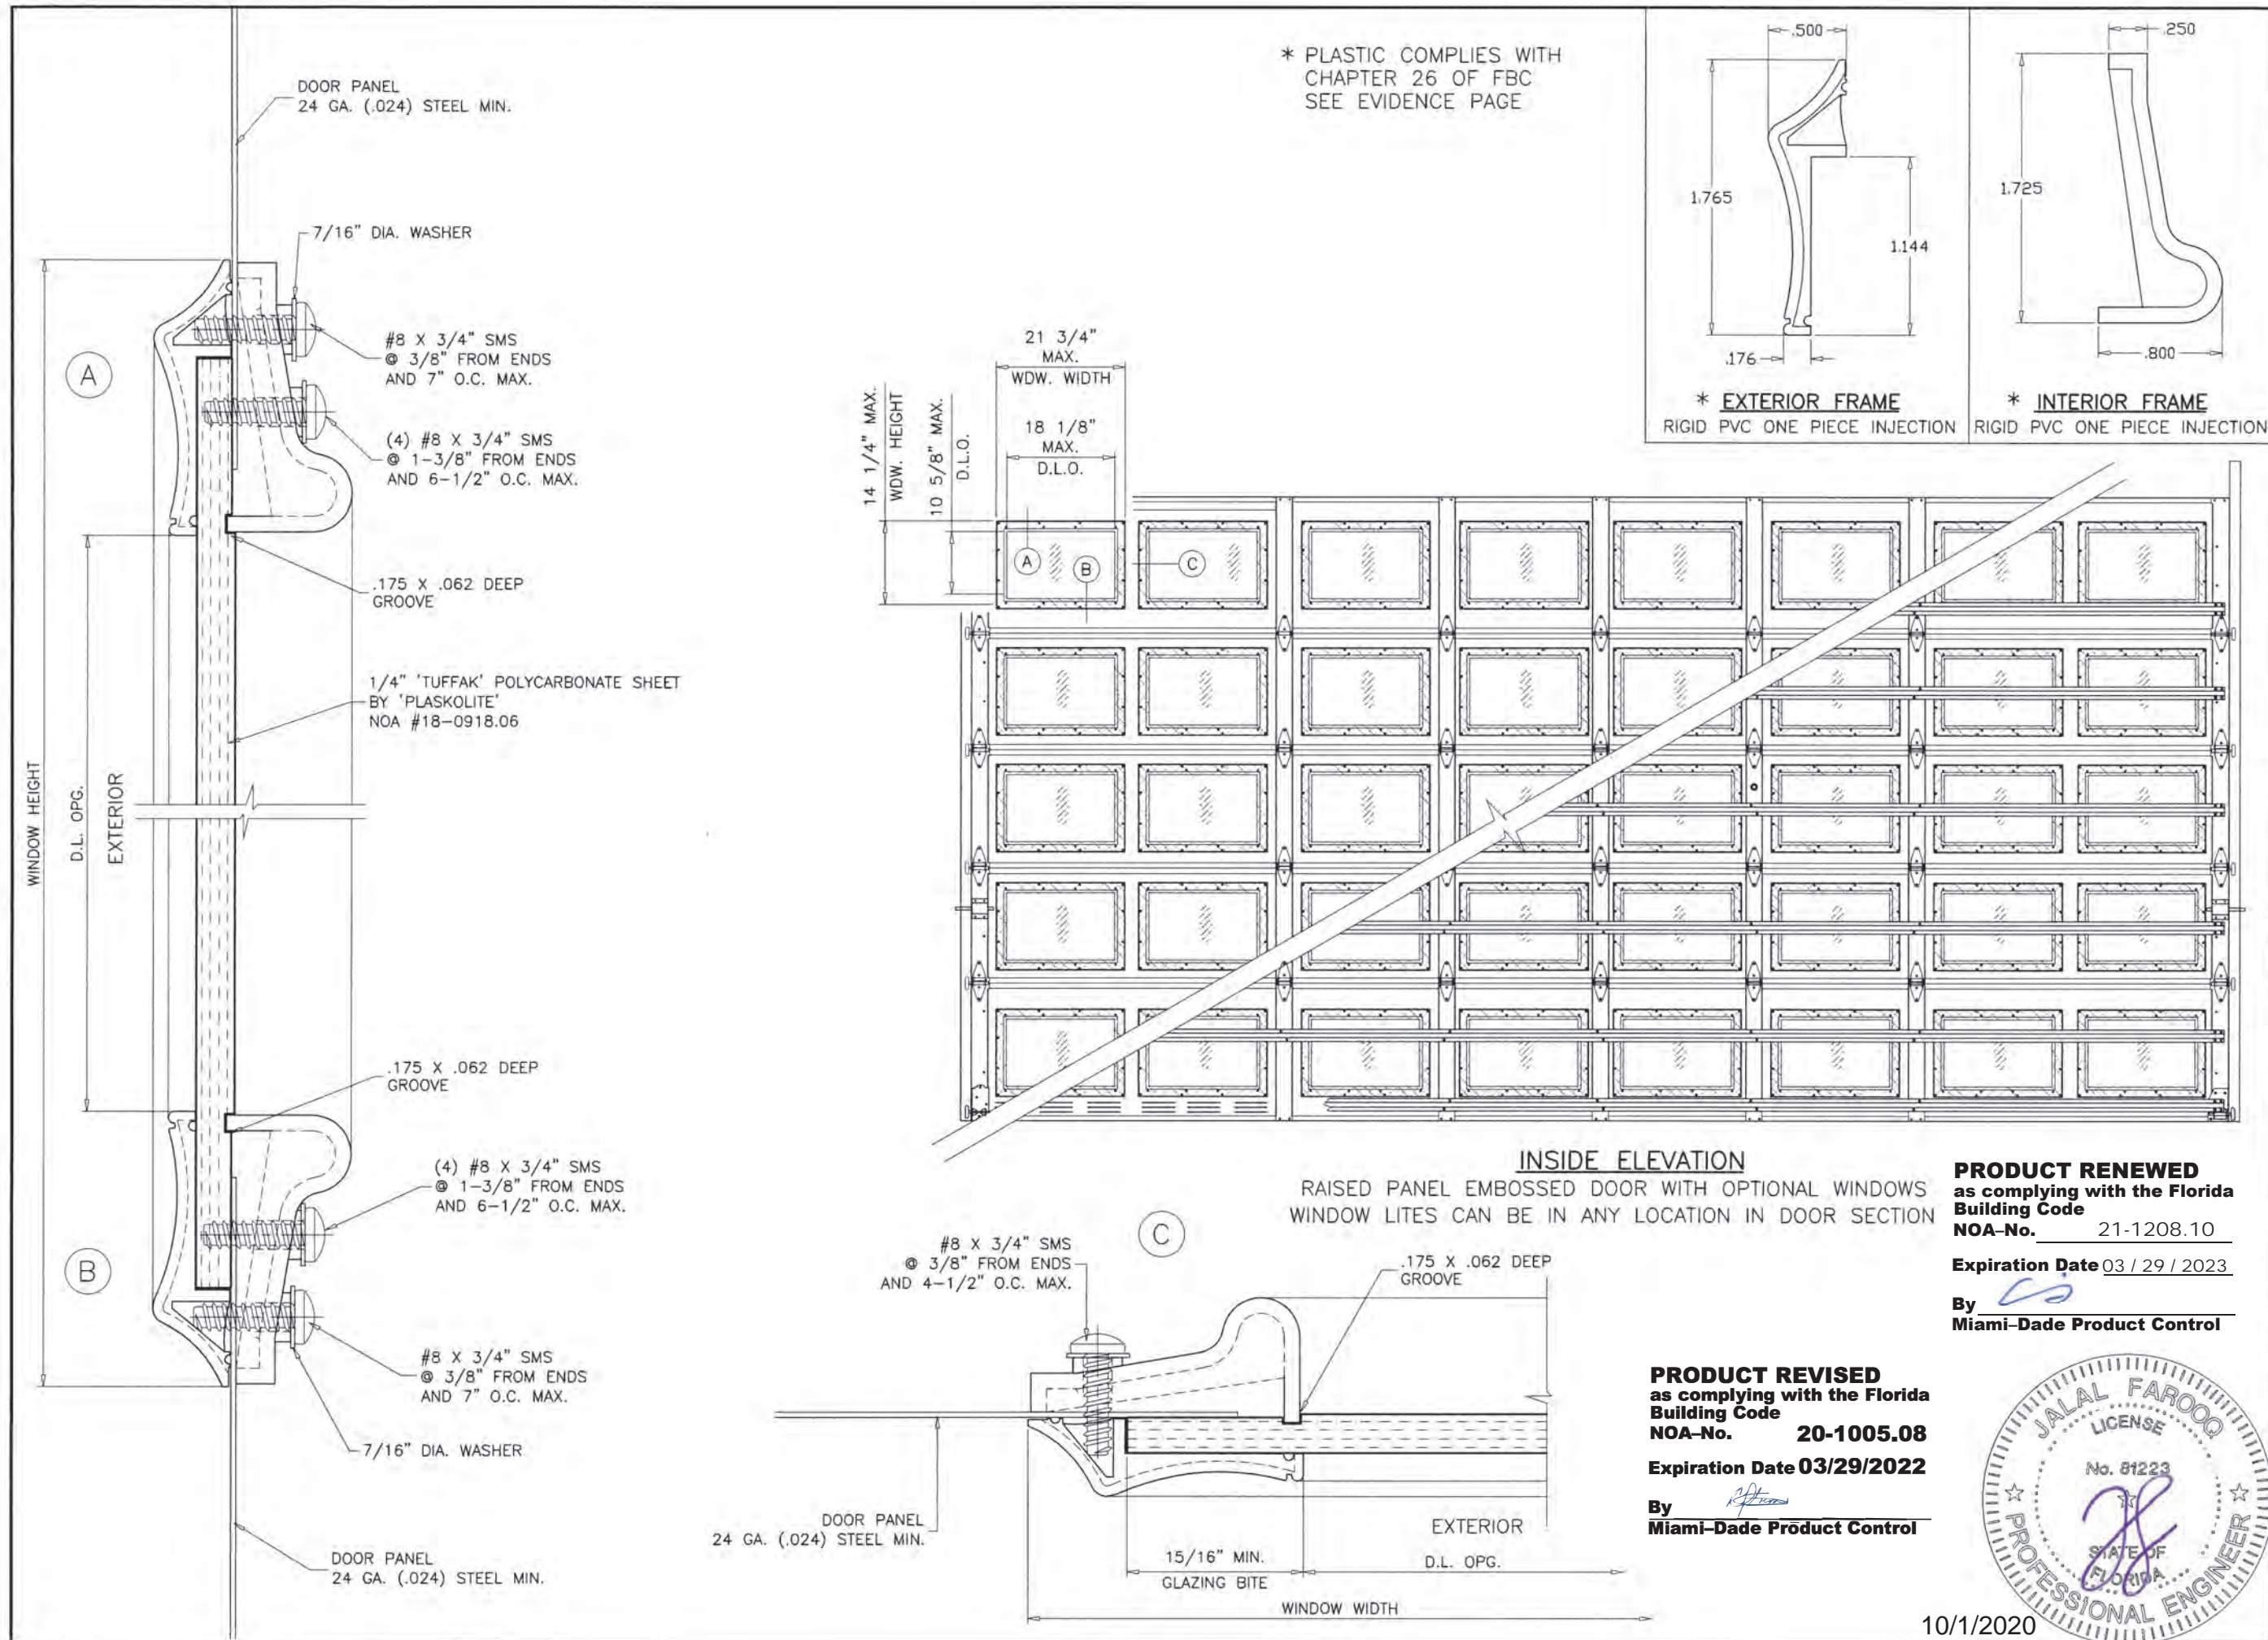 DOOR PANEL
24 GA. (.024) STEEL MIN.
7/16" DIA. WASHER
#8 X 3/4" SMS
@ 3/8" FROM ENDS
AND 7" O.C. MAX.
A
(4) #8 X 3/4" SMS
@ 1-3/8" FROM ENDS
AND 6-1/2" O.C. MAX.
.175 X .062 DEEP
GROOVE
1/4" 'TUFFAK' POLYCARBONATE SHEET
BY 'PLASKOLITE'
NOA #18-0918.06
WINDOW HEIGHT
D.L. OPG.
EXTERIOR
.175 X .062 DEEP
GROOVE
(4) #8 X 3/4" SMS
@ 1-3/8" FROM ENDS
AND 6-1/2" O.C. MAX.
B
#8 X 3/4" SMS
@ 3/8" FROM ENDS
AND 7" O.C. MAX.
7/16" DIA. WASHER
DOOR PANEL
24 GA. (.024) STEEL MIN.
* PLASTIC COMPLIES WITH
CHAPTER 26 OF FBC
SEE EVIDENCE PAGE
.500
1.765
1.144
.176
* EXTERIOR FRAME
RIGID PVC ONE PIECE INJECTION
.250
1.725
.800
* INTERIOR FRAME
RIGID PVC ONE PIECE INJECTION
21 3/4"
MAX.
WDW. WIDTH
18 1/8"
MAX.
D.L.O.
14 1/4" MAX.
WDW. HEIGHT
10 5/8" MAX.
D.L.O.
A
B
C
INSIDE ELEVATION
RAISED PANEL EMBOSSED DOOR WITH OPTIONAL WINDOWS
WINDOW LITES CAN BE IN ANY LOCATION IN DOOR SECTION
C
#8 X 3/4" SMS
@ 3/8" FROM ENDS
AND 4-1/2" O.C. MAX.
.175 X .062 DEEP
GROOVE
DOOR PANEL
24 GA. (.024) STEEL MIN.
EXTERIOR
15/16" MIN.
GLAZING BITE
D.L. OPG.
WINDOW WIDTH
PRODUCT RENEWED
as complying with the Florida
Building Code
NOA-No. 21-1208.10
Expiration Date 03 / 29 / 2023
By
Miami-Dade Product Control
PRODUCT REVISED
as complying with the Florida
Building Code
NOA-No. 20-1005.08
Expiration Date 03/29/2022
By
Miami-Dade Product Control
JALAL FAROOQ
LICENSE
No. 81223
STATE OF
FLORIDA
PROFESSIONAL ENGINEER
10/1/2020